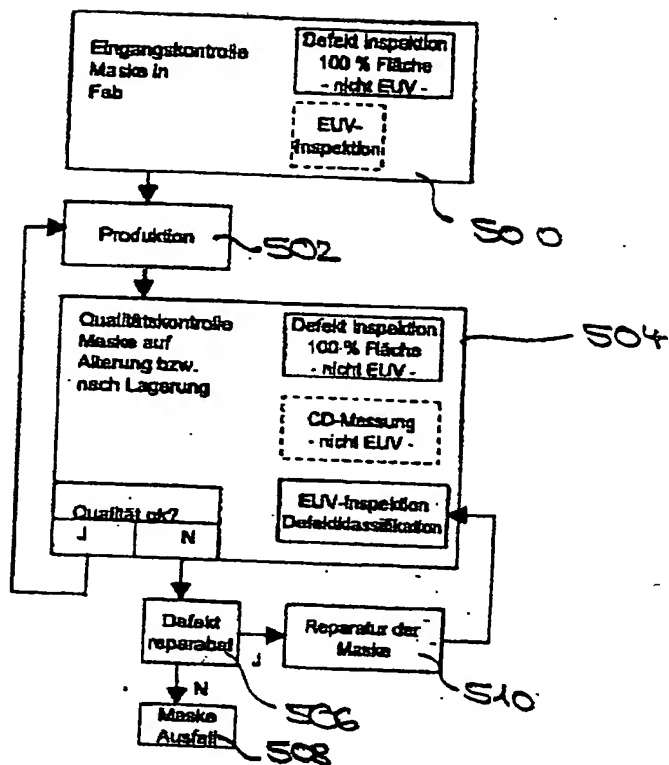 Eingangskontrolle
Maske in
Fab
Defekt Inspektion
100 % Fläche
- nicht EUV -
EUV-
Inspektion
500
Produktion
502
Qualitätskontrolle
Maske auf
Alterung bzw.
nach Lagerung
Defekt Inspektion
100 % Fläche
- nicht EUV -
504
CD-Messung
- nicht EUV -
Qualität ok?
J
N
EUV-Inspektion
Defektklassifikation
Defekt
reparabel
J
Reparatur der
Maske
506
510
N
Maske
Ausfall
508